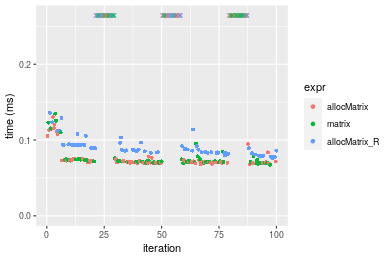 time (ms)
0.2
0.1
0.0
0
25
50
75
100
iteration
expr
allocMatrix
matrix
allocMatrix_R